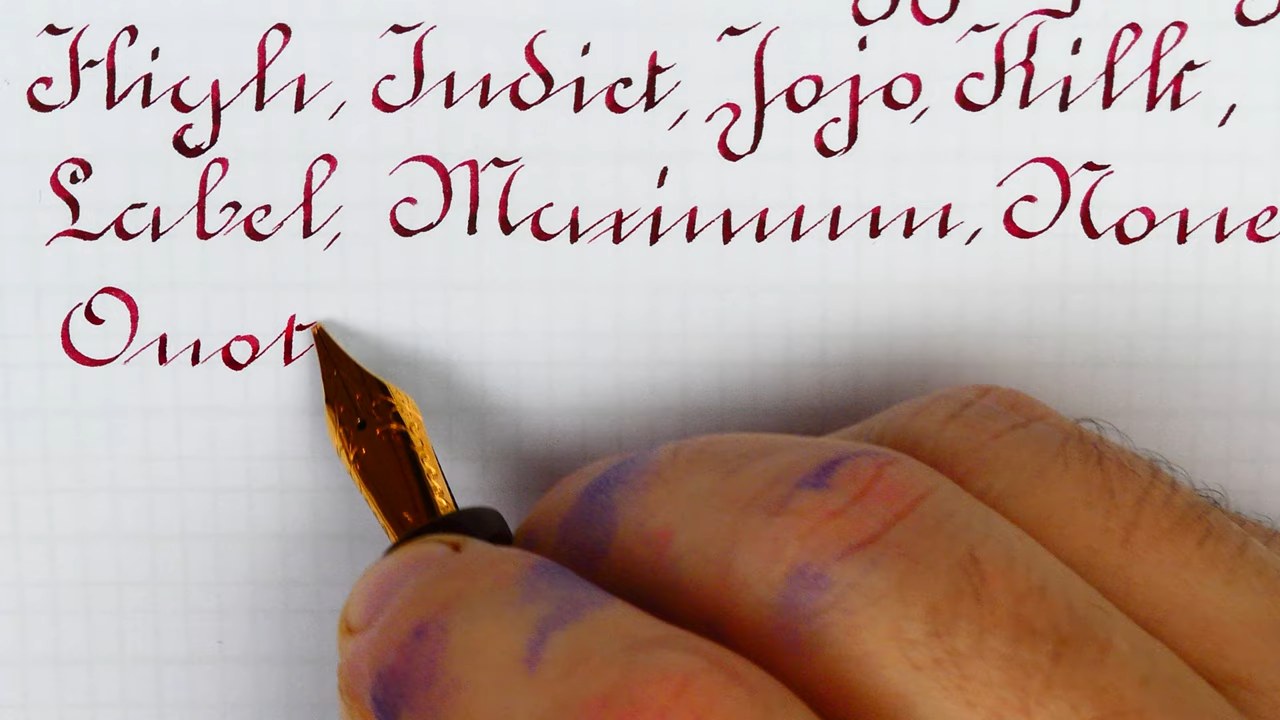 High, Indict, Jojo, Kilk,
Label, Maximum, None
Onot